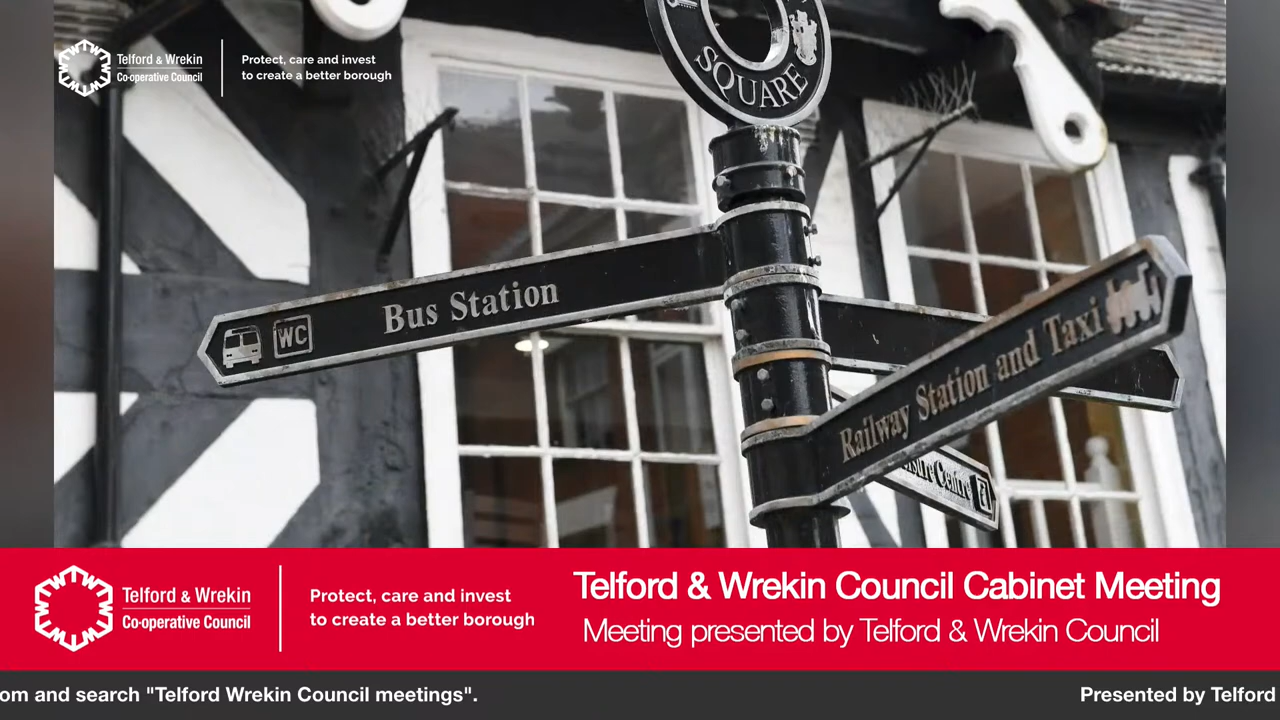 Telford & Wrekin
Co-operative Council
Protect, care and invest
to create a better borough
SQUARE
Bus Station
WC
Railway Station and Taxi
Centre
Telford & Wrekin
Co-operative Council
Protect, care and invest
to create a better borough
Telford & Wrekin Council Cabinet Meeting
Meeting presented by Telford & Wrekin Council
om and search "Telford Wrekin Council meetings".
Presented by Telford